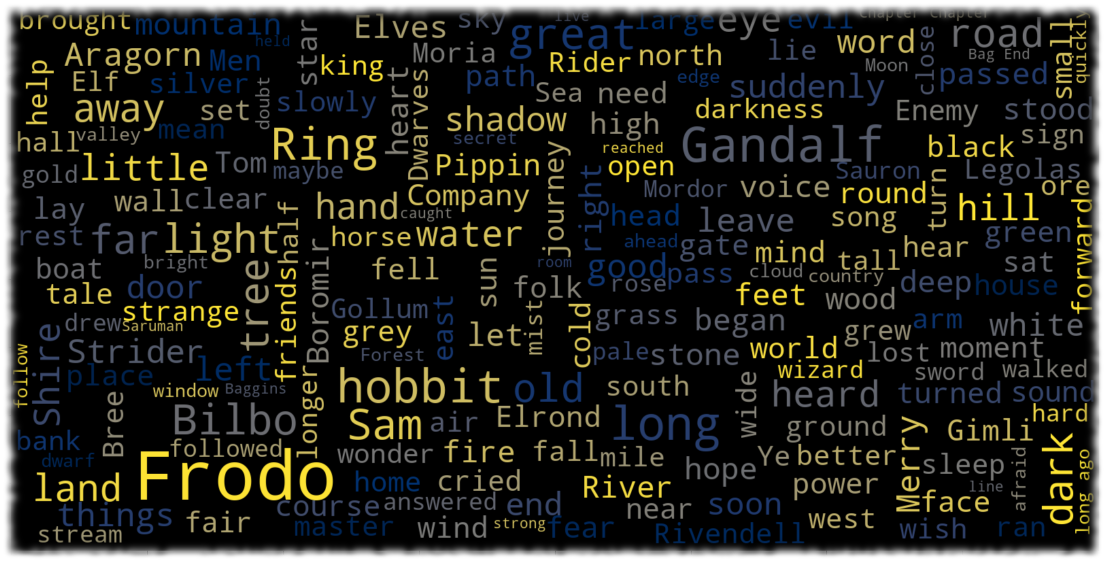 brought
mountain
Elves
sky
great
large
eye
evil
chapter chapter
live
held
Aragorn
Men
star
Moria
Rider
north
lie
word
road
close
Moon
Bag End
quickly
small
help
Elf
silver
king
path
edge
suddenly
passed
away
set
doubt
slowly
heart
Dwarves
Sea
need
darkness
Enemy
stood
hall
valley
mean
Ring
shadow
secret
high
reached
Gandalf
black
sign
gold
little
Tom
maybe
Pippin
open
Mordor
Sauron
Legolas
lay
wall
clear
hand
Company
caught
journey
right
head
voice
round
turn
ore
rest
far
light
half
horse
water
ahead
leave
song
hill
green
forward
boat
bright
tree
friends
Boromir
fell
sun
folk
room
good
gate
pass
rose
mind
cloud
tall
country
hear
deep
sat
house
tale
door
strange
Gollum
east
mist
cold
feet
wood
drew
saruman
grey
let
grass
began
grew
arm
white
Shire
Strider
Forest
pale
stone
world
lost
moment
follow
place
left
window
Baggins
longer
hobbit
old
south
wide
wizard
heard
sword
walked
turned
sound
Bree
Bilbo
Sam
air
Elrond
long
ground
Merry
Gimli
hard
bank
dwarf
followed
wonder
fire
fall
mile
hope
Ye
better
sleep
afraid
dark
long ago
land
Frodo
home
cried
River
power
line
face
things
fair
course
answered
end
near
soon
west
wish
ran
stream
master
wind
strong
fear
Rivendell